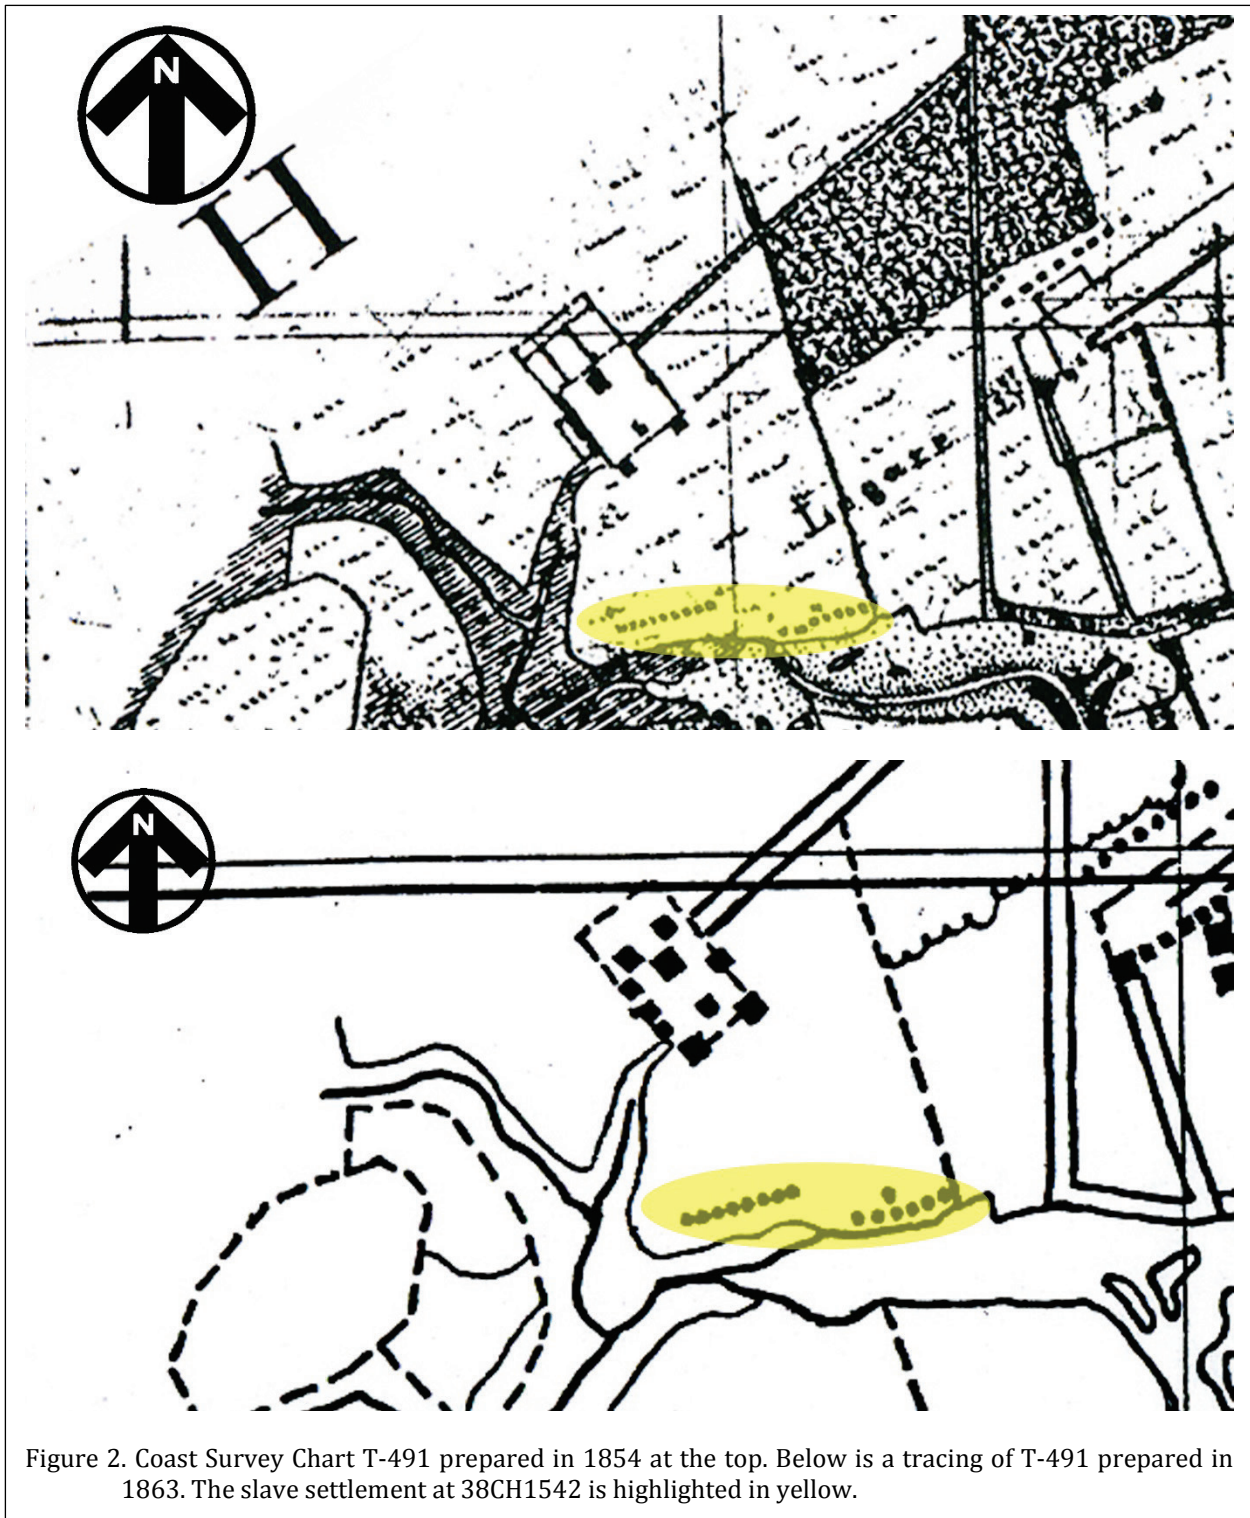 N
H
N
Figure 2. Coast Survey Chart T-491 prepared in 1854 at the top. Below is a tracing of T-491 prepared in
1863. The slave settlement at 38CH1542 is highlighted in yellow.